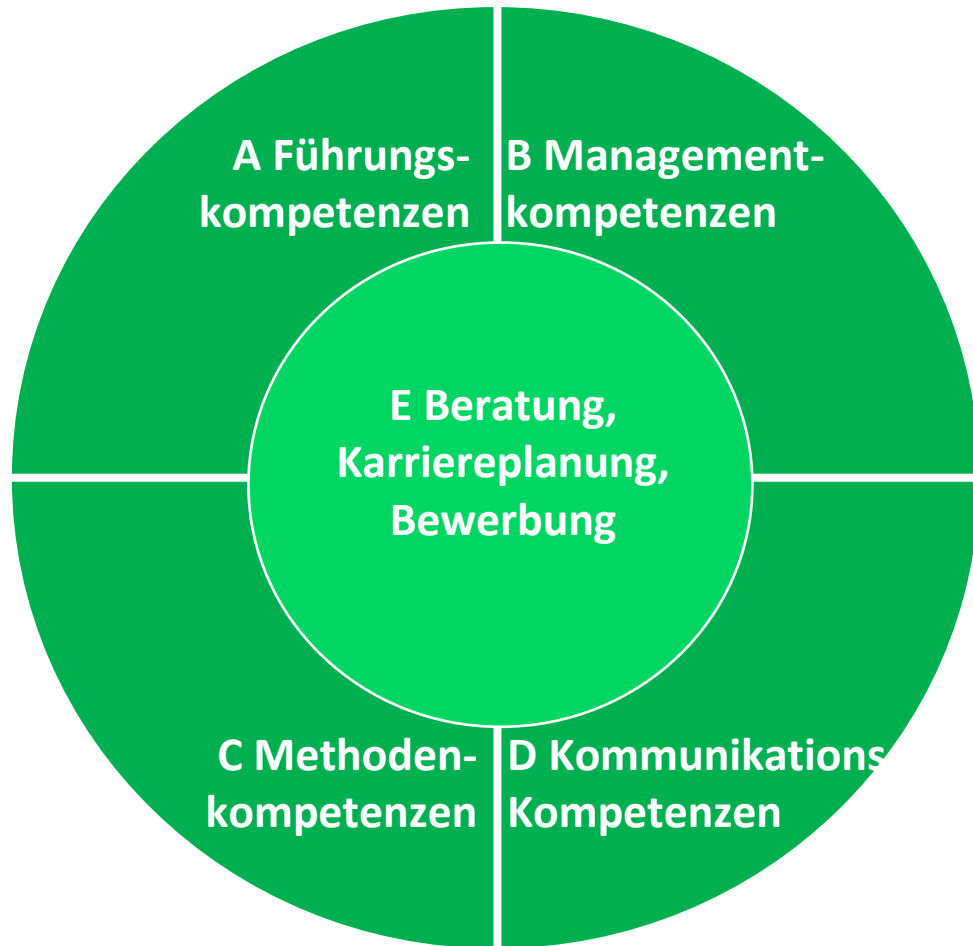 A Führungs-
kompetenzen
B Management-
kompetenzen
E Beratung,
Karriereplanung,
Bewerbung
C Methoden-
kompetenzen
D Kommunikations
Kompetenzen